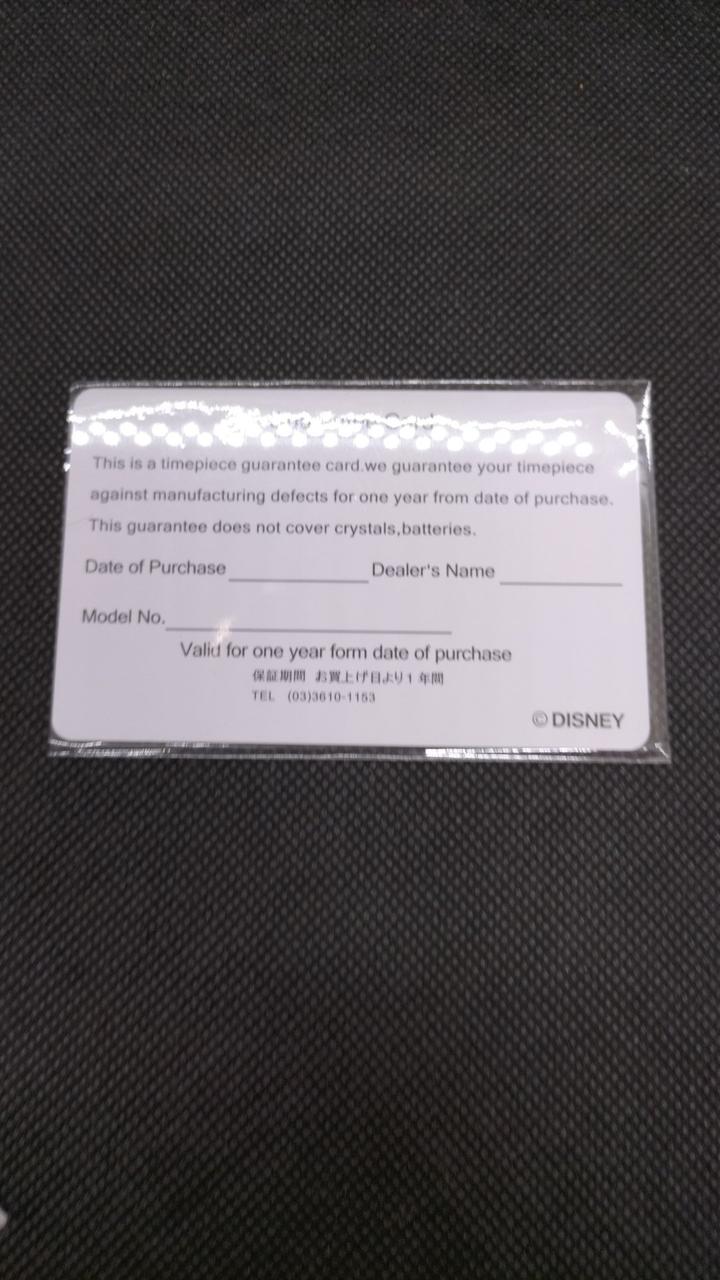 Card
This is a timepiece guarantee card.we guarantee your timepiece
against manufacturing defects for one year from date of purchase.
This guarantee does not cover crystals,batteries.
Date of Purchase Dealer's Name
Model No.
Valid for one year form date of purchase
保証期間 お買上げ日より1年間
TEL (03)3610-1153
©DISNEY